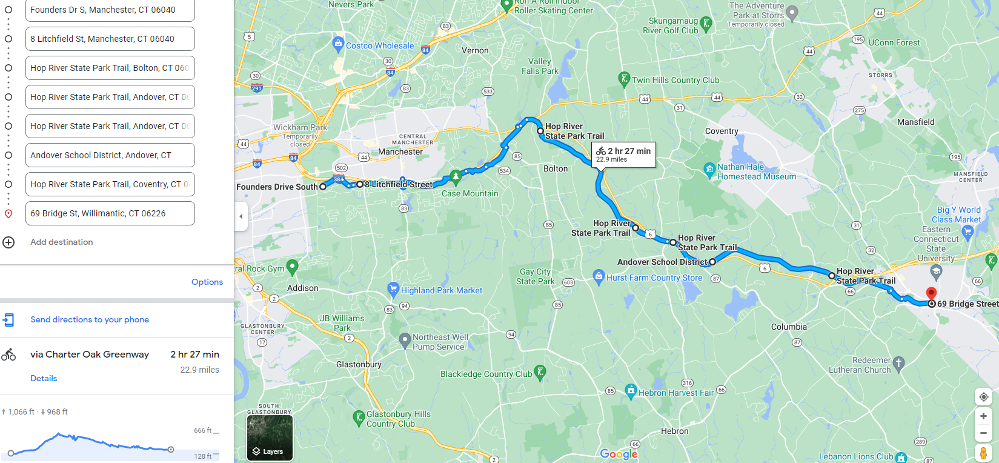 Founders Dr S, Manchester, CT 06040
8 Litchfield St, Manchester, CT 06040
Hop River State Park Trail, Bolton, CT 060
Hop River State Park Trail, Andover, CT 06
Hop River State Park Trail, Andover, CT 06
Andover School District, Andover, CT
Hop River State Park Trail, Coventry, CT 0
69 Bridge St, Willimantic, CT 06226
Add destination
Options
Send directions to your phone
via Charter Oak Greenway
2 hr 27 min
22.9 miles
Details
1,066 ft · 968 ft
666 ft
128 ft
Nevers Park
Roll-A-Roll Indoor
Roller Skating Center
The Adventure
Park at Storrs
Temporarily closed
44
Skungamaug
River Golf Club
83
5
Costco Wholesale
84
Vernon
195
UConn Forest
44
30
Valley
Falls Park
84
30
291
83
533
Twin Hills Country Club
STORRS
44
44
32
31
275
Mansfield
Wickham Park
Temporarily
closed
44
CENTRAL
MANCHESTER
Manchester
Hop River
State Park Trail
Coventry
84
84
44
502
85
2 hr 27 min
22.9 miles
195
Bolton
534
Nathan Hale
Homestead Museum
MANSFIELD
CENTER
384
Founders Drive South
8 Litchfield Street
Case Mountain
83
Big Y World
Class Market
85
Hop River
State Park Trail
6
31
Eastern
Connecticut
State
University
Hop River
State Park Trail
32
Andover School District
6
ral Rock Gym
Gay City
State Park
Hurst Farm Country Store
87
Hop River
State Park Trail
66
603
2
Addison
Highland Park Market
66
2
83
94
85
69 Bridge Street
JB Williams
Park
GLASTONBURY
CENTER
Columbia
94
2
17
Northeast Well
Pump Service
87
Glastonbury
Redeemer
Lutheran Church
Blackledge Country Club
316
85
Hebron Harvest Fair
66
SOUTH
GLASTONBURY
Glastonbury Hills
Country Club
Hebron
289
66
Layers
Google
2
Lebanon Lions Club
87